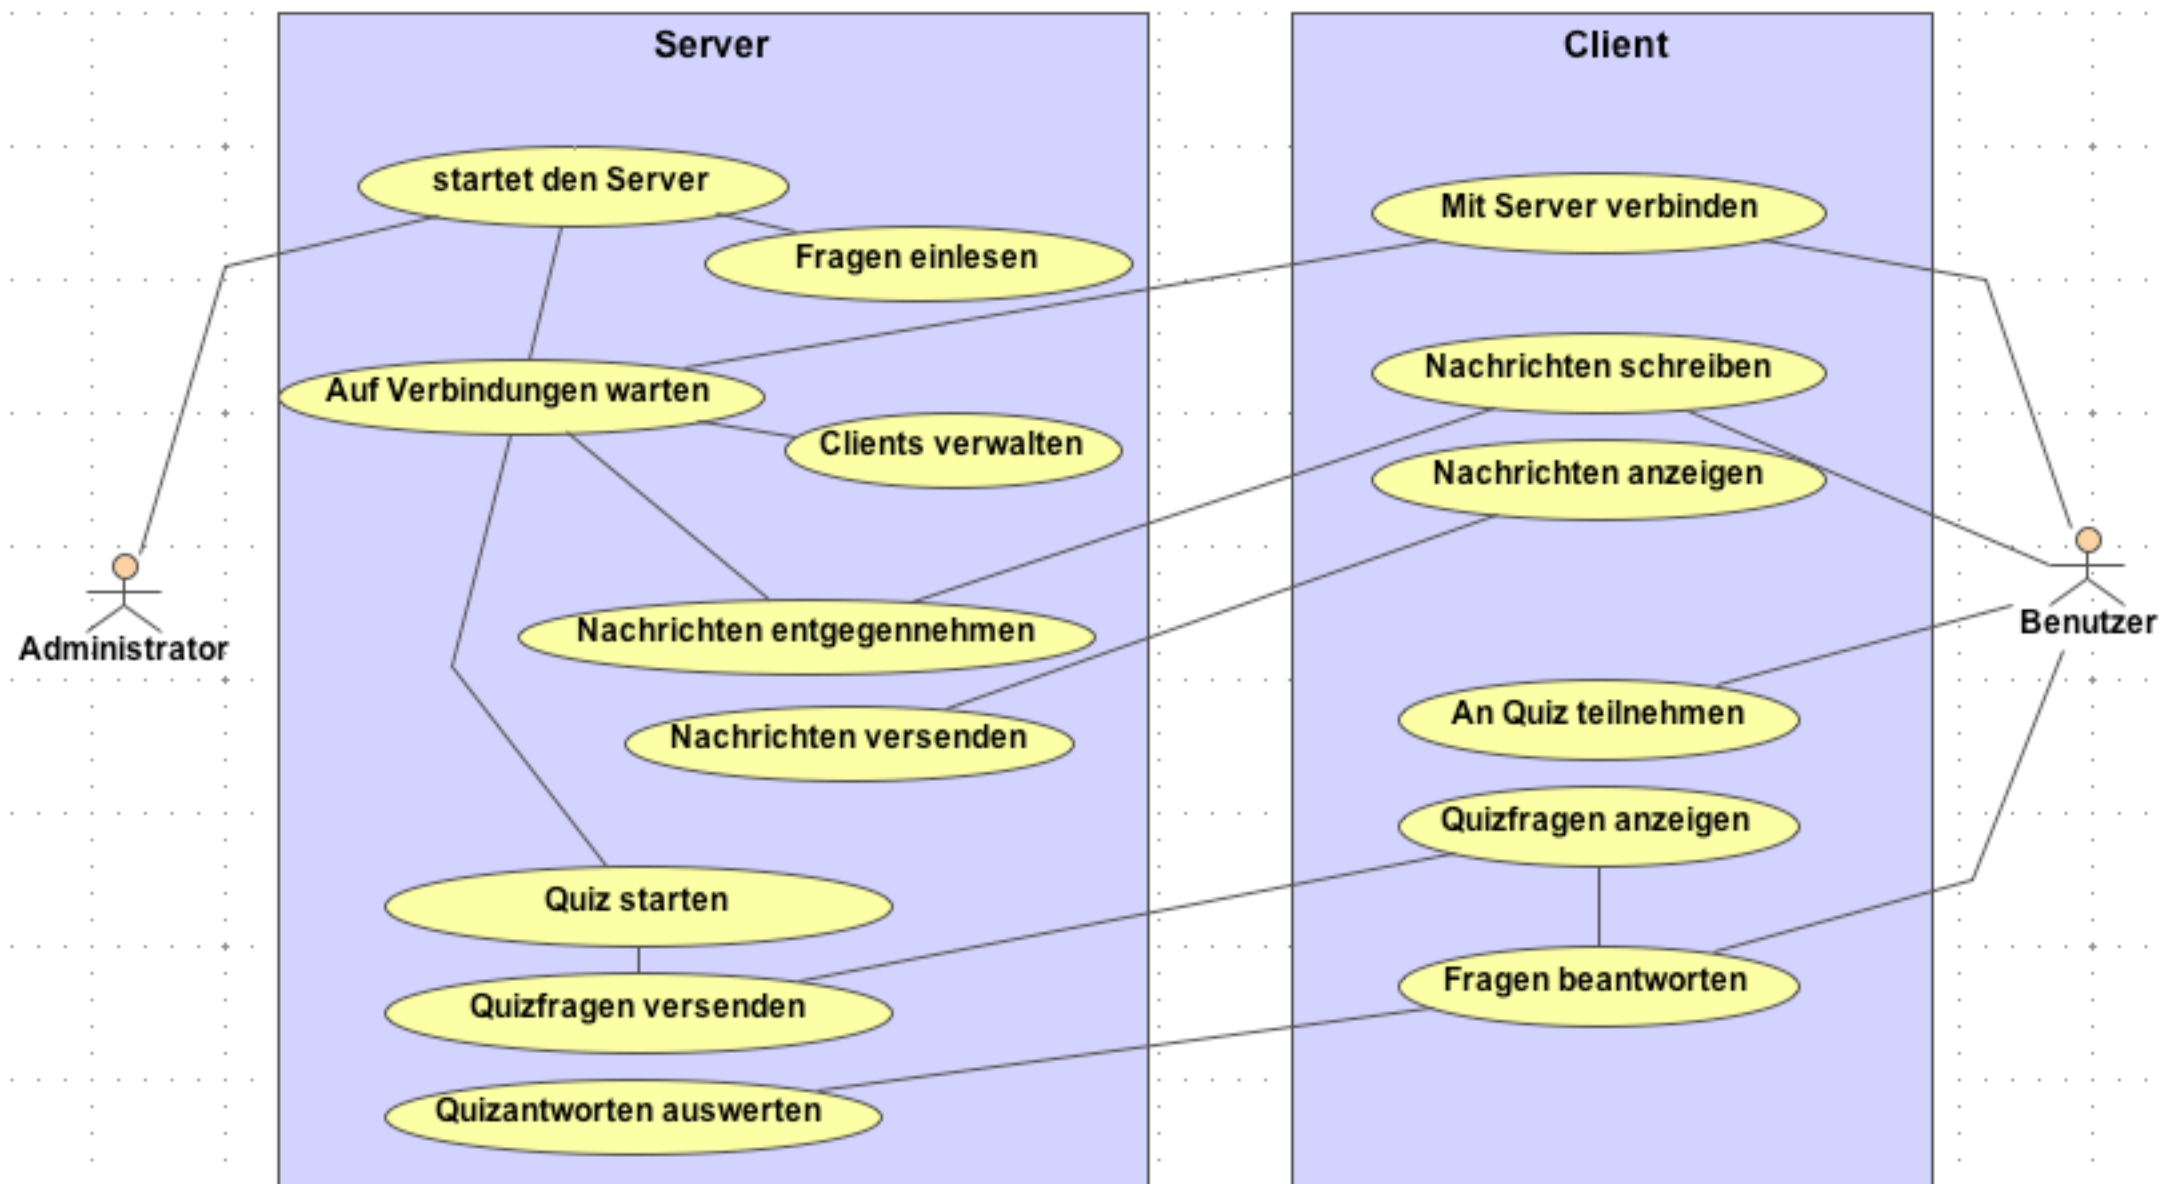 Server
startet den Server
Fragen einlesen
Auf Verbindungen warten
Clients verwalten
Nachrichten entgegennehmen
Nachrichten versenden
Quiz starten
Quizfragen versenden
Quizantworten auswerten
Administrator
Client
Mit Server verbinden
Nachrichten schreiben
Nachrichten anzeigen
An Quiz teilnehmen
Quizfragen anzeigen
Fragen beantworten
Benutzer